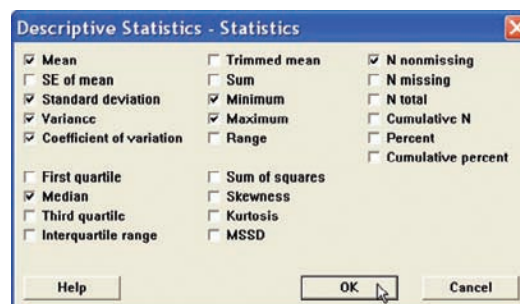 Descriptive Statistics - Statistics
Mean
SE of mean
Standard deviation
Variance
Coefficient of variation
First quartile
Median
Third quartile
Interquartile range
Trimmed mean
Sum
Minimum
Maximum
Range
Sum of squares
Skewness
Kurtosis
MSSD
N nonmissing
N missing
N total
Cumulative N
Percent
Cumulative percent
Help
OK
Cancel